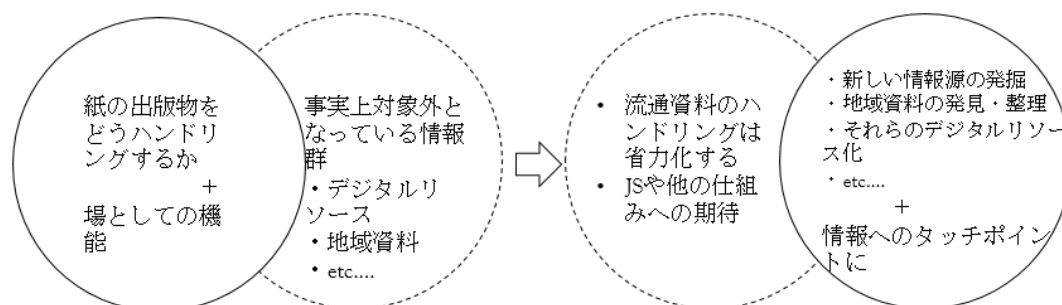 紙の出版物を
どうハンドリ
ングするか
+
場としての機
能
事実上対象外と
なっている情報
群
・デジタルリ
ソース
・地域資料
・etc....
• 流通資料のハ
ンドリングは
省力化する
• JSや他の仕組
みへの期待
・新しい情報源の発掘
・地域資料の発見・整理
・それらのデジタルリソー
ス化
・etc....
+
情報へのタッチポイン
トに